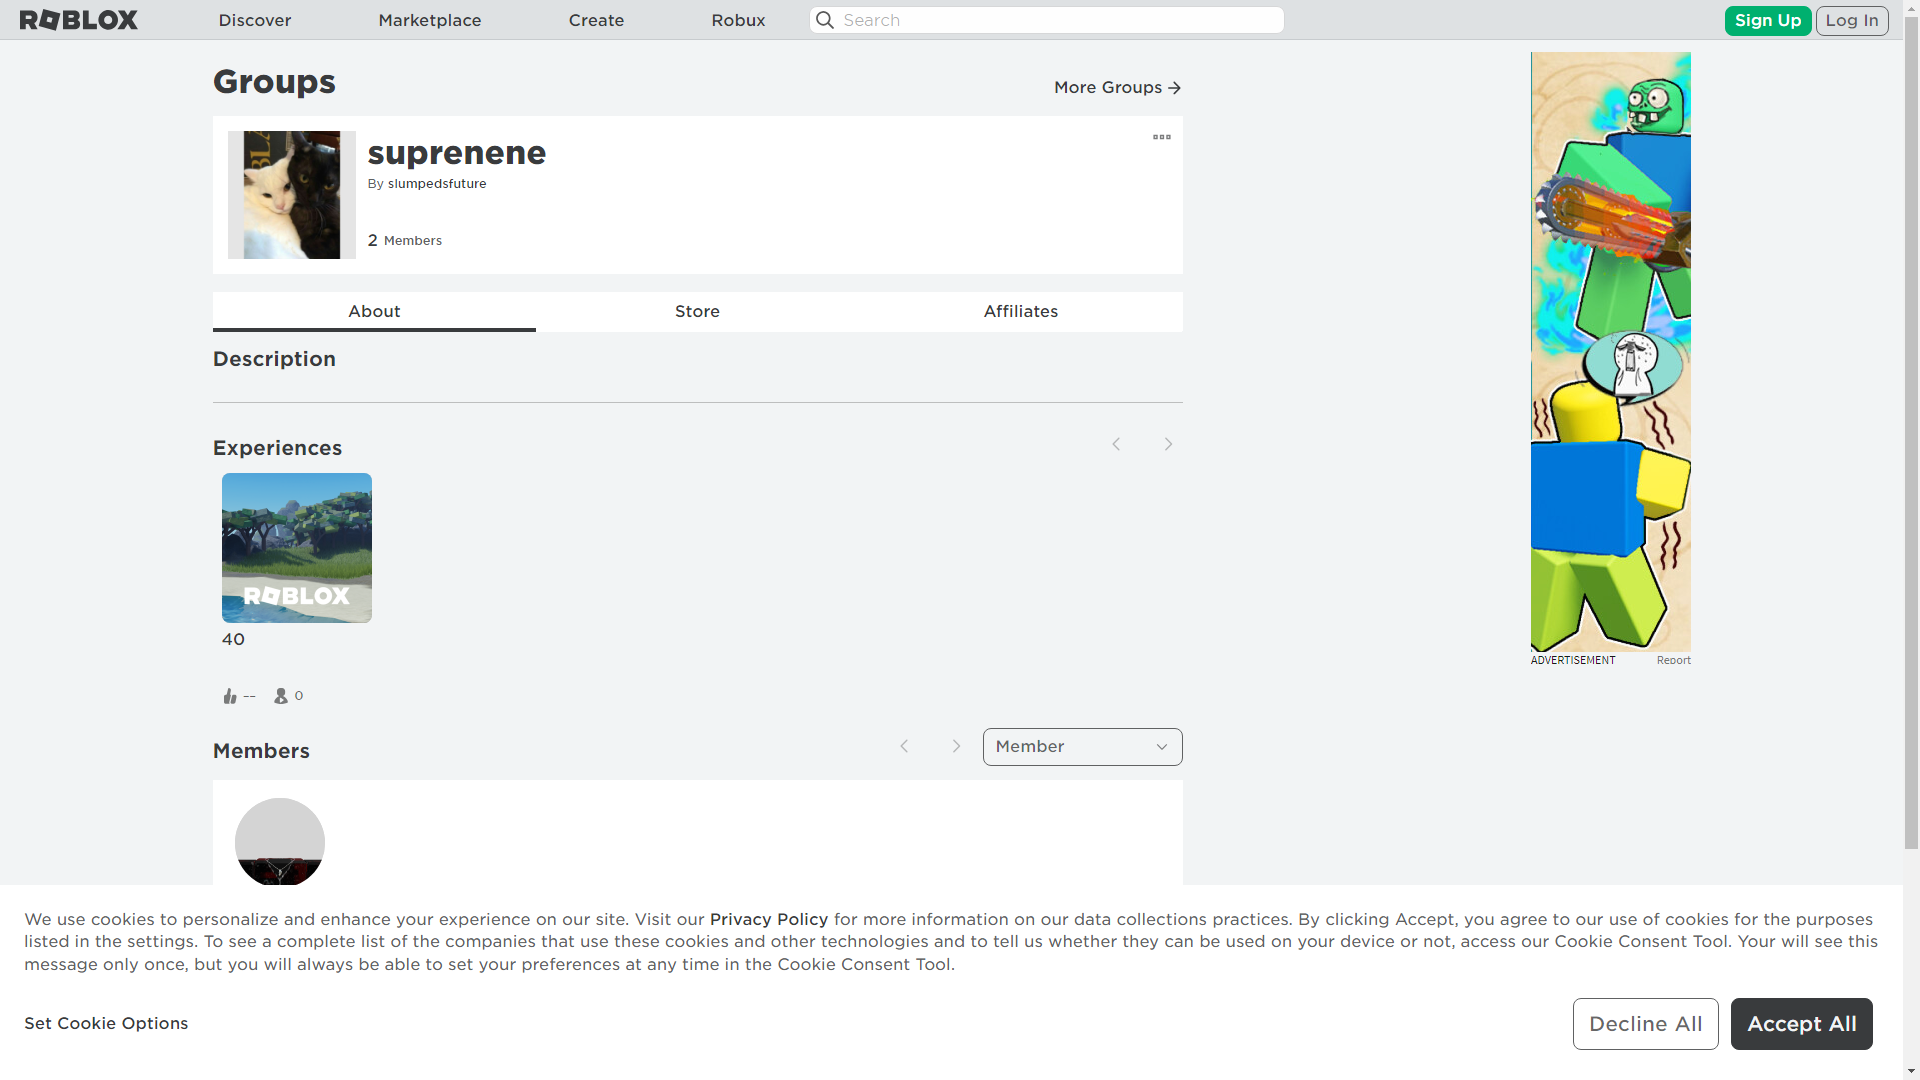 ROBLOX
Discover
Marketplace
Create
Robux
Search
Sign Up
Log In
Groups
More Groups
suprenene
By slumpedsfuture
2 Members
About
Store
Affiliates
Description
Experiences
ROBLOX
40
--
0
Members
Member
ADVERTISEMENT
Report
We use cookies to personalize and enhance your experience on our site. Visit our Privacy Policy for more information on our data collections practices. By clicking Accept, you agree to our use of cookies for the purposes
listed in the settings. To see a complete list of the companies that use these cookies and other technologies and to tell us whether they can be used on your device or not, access our Cookie Consent Tool. Your will see this
message only once, but you will always be able to set your preferences at any time in the Cookie Consent Tool.
Set Cookie Options
Decline All
Accept All